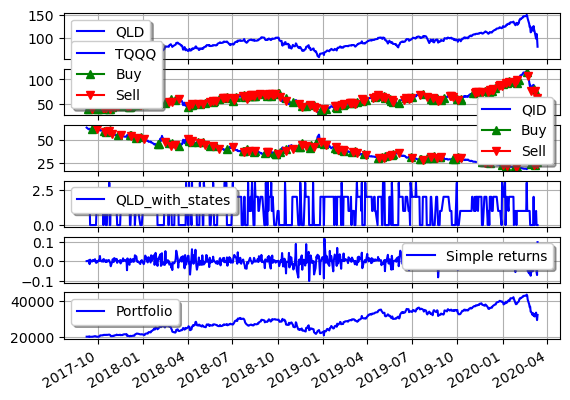 150
100
QLD
TQQQ
Buy
Sell
100
50
QID
Buy
Sell
50
25
2.5
0.0
QLD_with_states
0.1
0.0
−0.1
Simple returns
40000
20000
Portfolio
2017-10
2018-01
2018-04
2018-07
2018-10
2019-01
2019-04
2019-07
2019-10
2020-01
2020-04